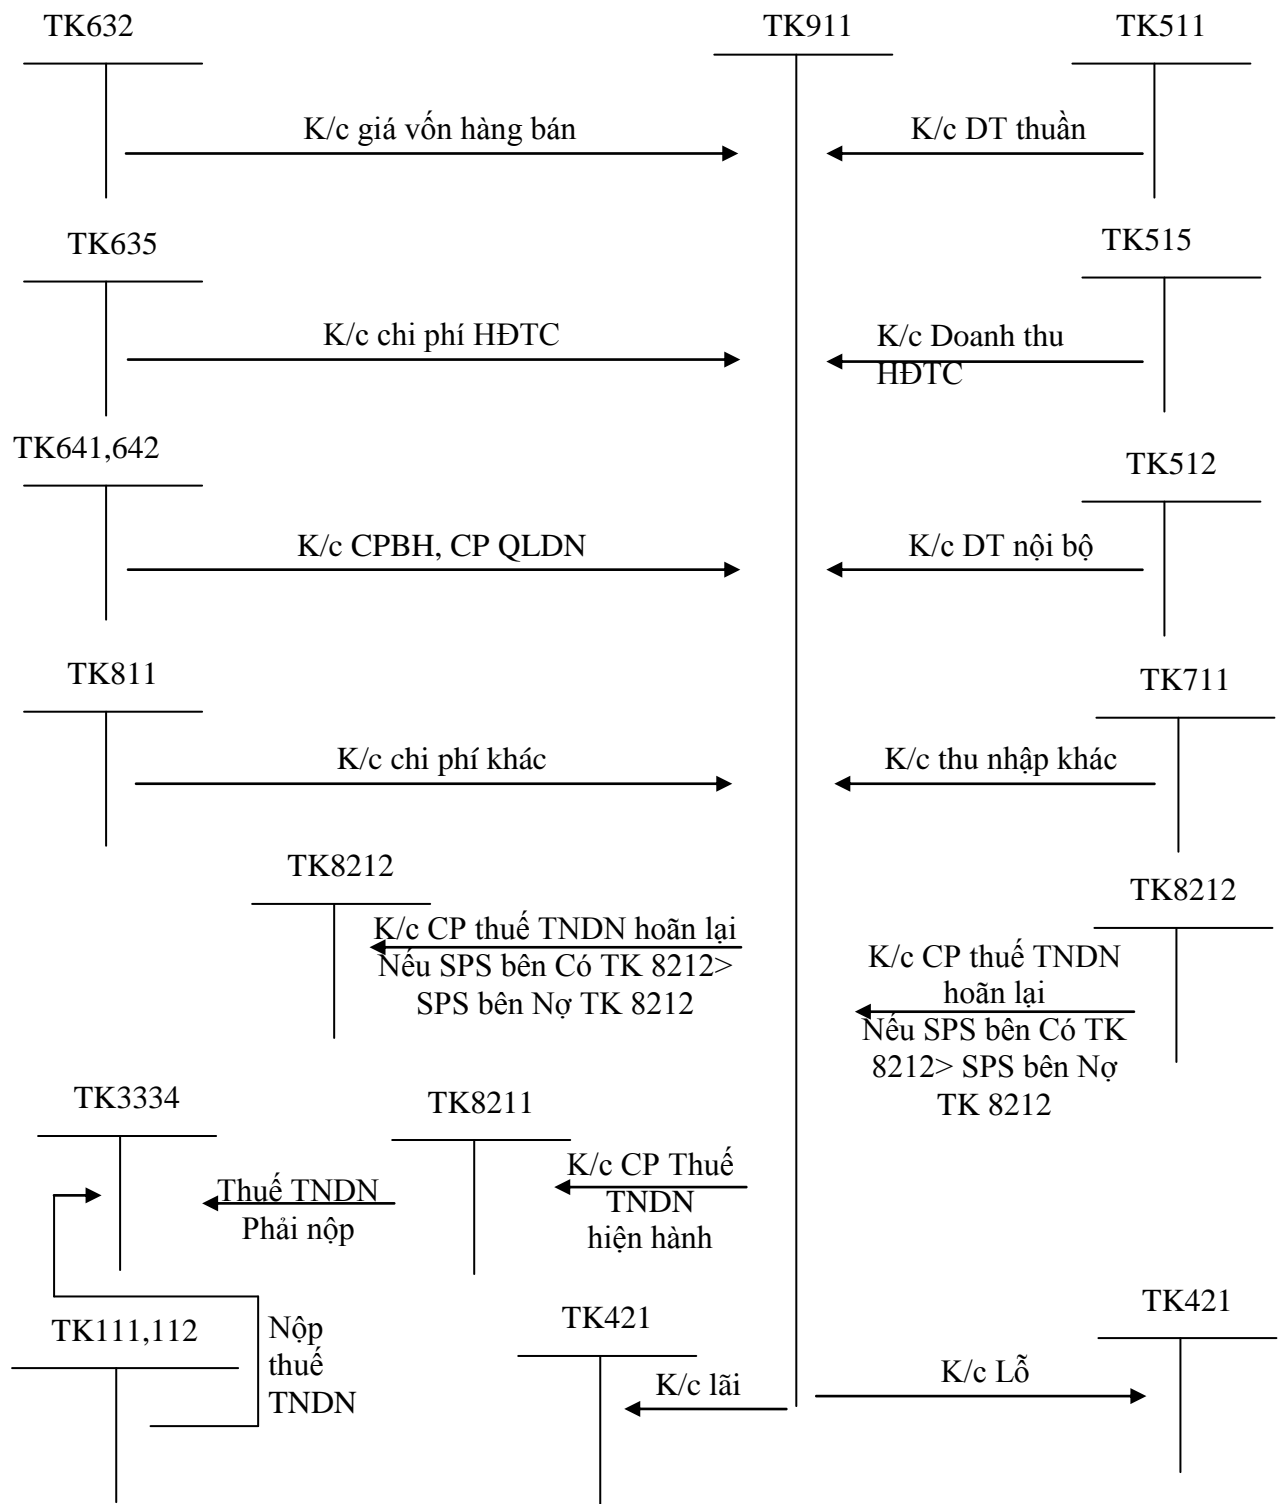 TK632
TK911
TK511
K/c giá vốn hàng bán
K/c DT thuần
TK635
TK515
K/c chi phí HĐTC
K/c Doanh thu
HĐTC
TK641,642
TK512
K/c CPBH, CP QLDN
K/c DT nội bộ
TK811
TK711
K/c chi phí khác
K/c thu nhập khác
TK8212
K/c CP thuế TNDN hoãn lại
Nếu SPS bên Có TK 8212>
SPS bên Nợ TK 8212
TK8212
K/c CP thuế TNDN
hoãn lại
Nếu SPS bên Có TK
8212> SPS bên Nợ
TK 8212
TK3334
TK8211
Thuế TNDN
Phải nộp
K/c CP Thuế
TNDN
hiện hành
TK111,112
Nộp
thuế
TNDN
TK421
K/c lãi
TK421
K/c Lỗ